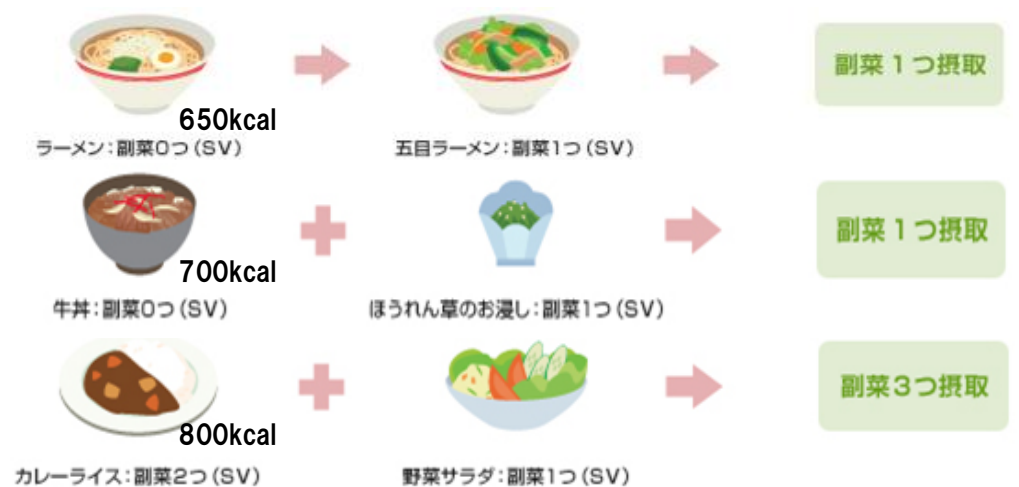 副菜1つ摂取
650kcal
ラーメン：副菜0つ（SV）
五目ラーメン：副菜1つ（SV）
副菜1つ摂取
700kcal
牛丼：副菜0つ（SV）
ほうれん草のお浸し：副菜1つ（SV）
副菜3つ摂取
800kcal
カレーライス：副菜2つ（SV）
野菜サラダ：副菜1つ（SV）